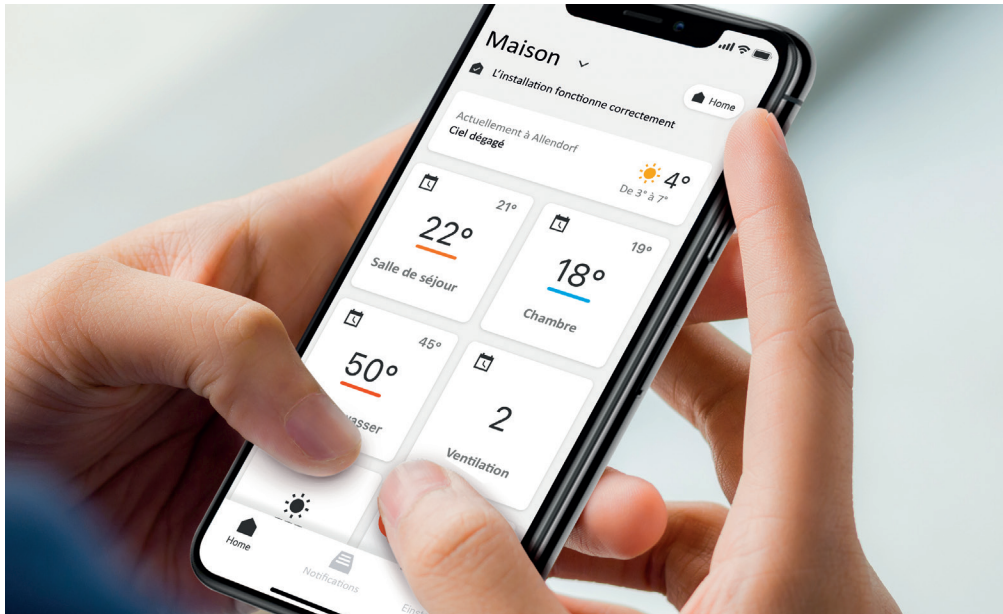 Maison
L'installation fonctionne correctement
Home
Actuellement à Allendorf
Ciel dégagé
4°
De 3° à 7°
21°
22°
Salle de séjour
19°
18°
Chambre
45°
50°
2
Ventilation
Home
Notifications